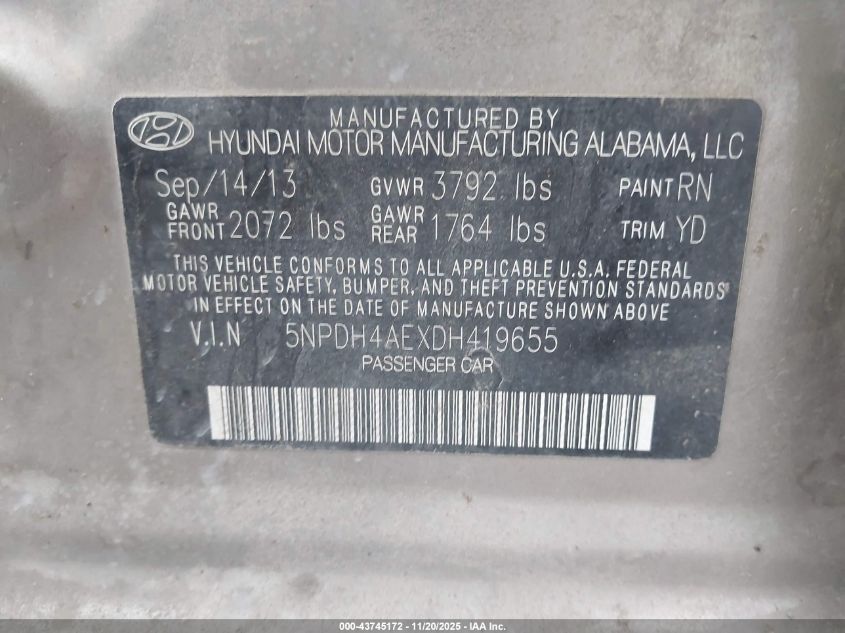 MANUFACTURED BY
HYUNDAI MOTOR MANUFACTURING ALABAMA, LLC
Sep/14/13 GVWR 3792 lbs PAINT RN
GAWR FRONT 2072 lbs GAWR REAR 1764 lbs TRIM YD
THIS VEHICLE CONFORMS TO ALL APPLICABLE U.S.A. FEDERAL
MOTOR VEHICLE SAFETY, BUMPER, AND THEFT PREVENTION STANDARDS
IN EFFECT ON THE DATE OF MANUFACTURE SHOWN ABOVE
V.I.N 5NPDH4AEXDH419655
PASSENGER CAR
000-43745172 - 11/20/2025 - IAA Inc.